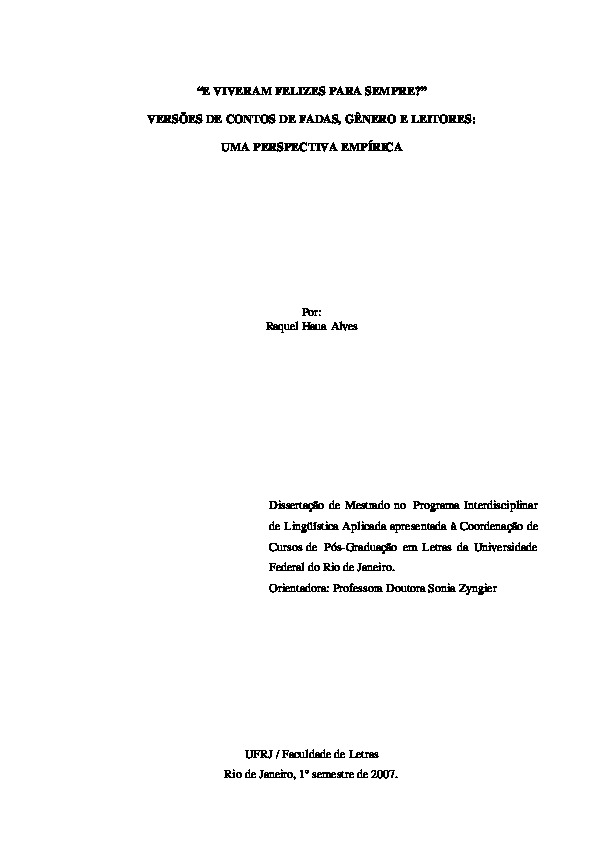 “E VIVERAM FELIZES PARA SEMPRE?”
VERSÕES DE CONTOS DE FADAS, GÊNERO E LEITORES:
UMA PERSPECTIVA EMPÍRICA
Por:
Raquel Haua Alves
Dissertação de Mestrado no Programa Interdisciplinar
de Lingüística Aplicada apresentada à Coordenação de
Cursos de Pós-Graduação em Letras da Universidade
Federal do Rio de Janeiro.
Orientadora: Professora Doutora Sonia Zyngier
UFRJ / Faculdade de Letras
Rio de Janeiro, 1º semestre de 2007.